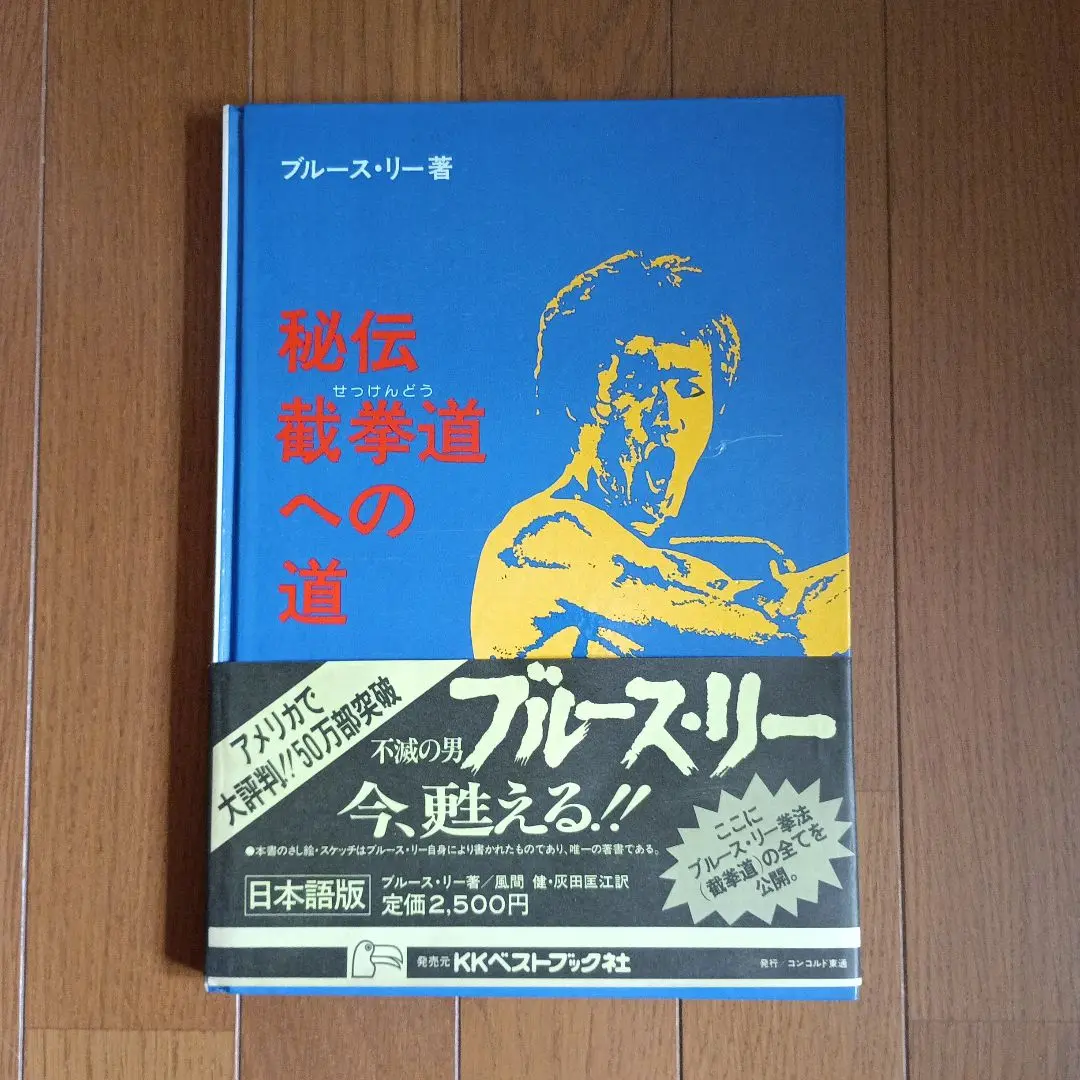 ブルース・リー著
秘伝
せっけんどう
截拳道
への
道
アメリカで
大評判!!50万部突破
不滅の男
ブルース・リー
今、甦える!!
●本書のさし絵・スケッチはブルース・リー自身により書かれたものであり、唯一の著書である。
ここに
ブルース・リー拳法
(截拳道)の全てを
公開。
日本語版
ブルース・リー著／風間 健・灰田匡江訳
定価2,500円
発売元 KKベストブック社
発行／コンコルド東通